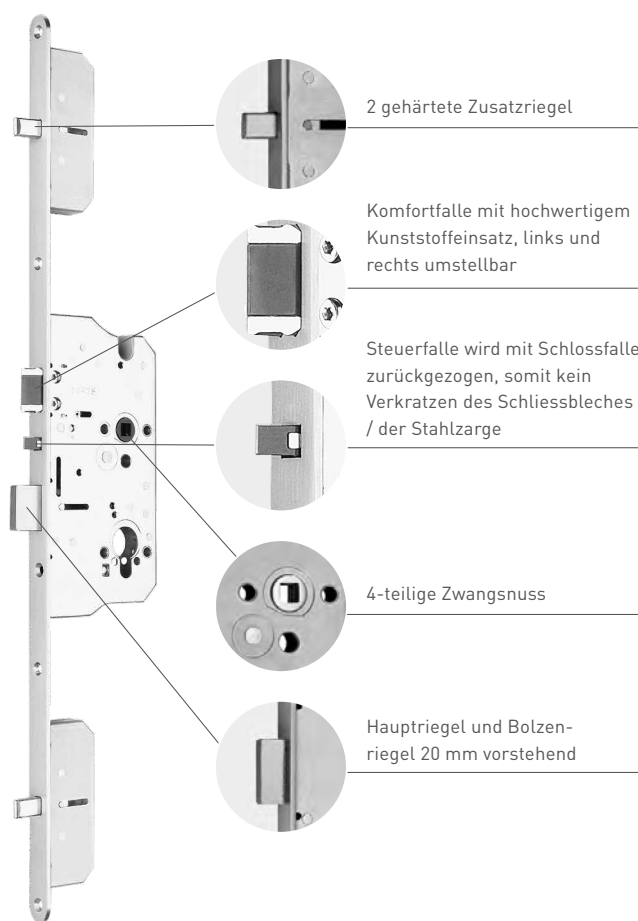 2 gehärtete Zusatzriegel
Komfortfalle mit hochwertigem
Kunststoffeinsatz, links und
rechts umstellbar
Steuerfalle wird mit Schlossfalle
zurückgezogen, somit kein
Verkratzen des Schliessbleches
/ der Stahlzarge
4-teilige Zwangsnuss
Hauptriegel und Bolzen-
riegel 20 mm vorstehend